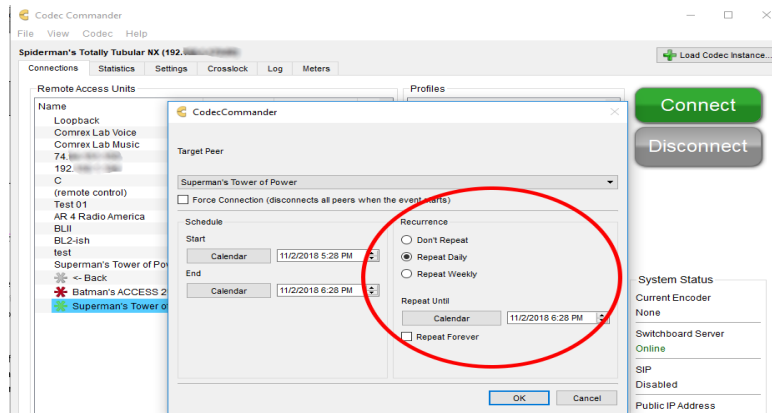 Codec Commander
File View Codec Help
Spiderman's Totally Tubular NX (192.
Load Codec Instance...
Connections Statistics Settings Crosslock Log Meters
Remote Access Units
Profiles
Name
Loopback
Comrex Lab Voice
Comrex Lab Music
74.
192.
C
(remote control)
Test 01
AR 4 Radio America
BLII
BL2-ish
test
Superman's Tower of Pow
<- Back
Batman's ACCESS 2
Superman's Tower o
CodecCommander
Target Peer
Superman's Tower of Power
Force Connection (disconnects all peers when the event starts)
Schedule
Start
Calendar 11/2/2018 5:28 PM
End
Calendar 11/2/2018 6:28 PM
Recurrence
Don't Repeat
Repeat Daily
Repeat Weekly
Repeat Until
Calendar 11/2/2018 6:28 PM
Repeat Forever
OK Cancel
Connect
Disconnect
System Status
Current Encoder
None
Switchboard Server
Online
SIP
Disabled
Public IP Address